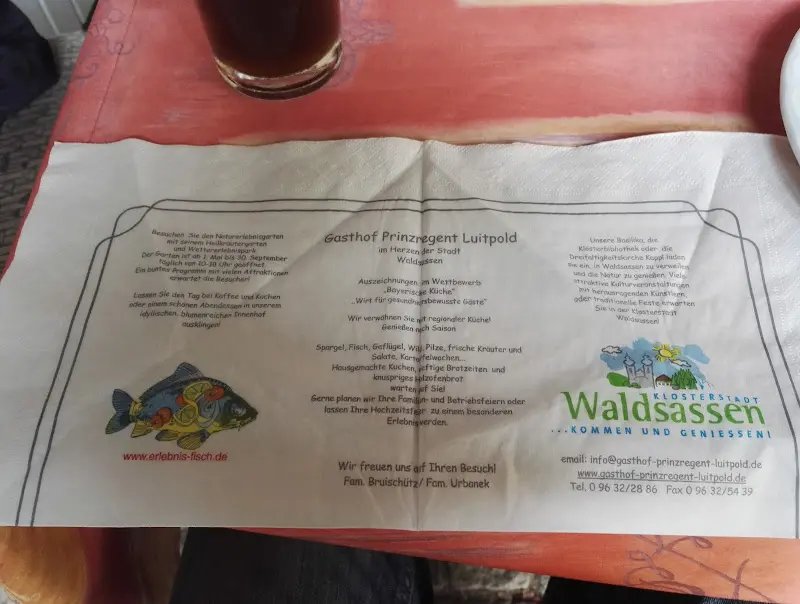 Besuchen Sie den Naturerlebnisgarten
mit seinem Heilkräutergarten
und Wettererlebnispark.
Der Garten ist ab 1. Mai bis 30. September
täglich von 10-18 Uhr geöffnet.
Ein buntes Programm mit vielen Attraktionen
erwartet die Besucher!
Lassen Sie den Tag bei Kaffee und Kuchen
oder einem schönen Abendessen in unserem
idyllischen, blumenreichen Innenhof
ausklingen!
www.erlebnis-fisch.de
Gasthof Prinzregent Luitpold
im Herzen der Stadt
Waldsassen
Auszeichnungen im Wettbewerb
„Bayerische Küche"
„Wirt für gesundheitsbewusste Gäste"
Wir verwöhnen Sie mit regionaler Küche!
Genießen nach Saison
Spargel, Fisch, Geflügel, Wild, Pilze, frische Kräuter und
Salate, Kartoffelwochen...
Hausgemachte Kuchen, deftige Brotzeiten und
knuspriges Holzofenbrot
warten auf Sie!
Gerne planen wir Ihre Familien- und Betriebsfeiern oder
lassen Ihre Hochzeitsfeier zu einem besonderen
Erlebnis werden.
Wir freuen uns auf Ihren Besuch!
Fam. Bruischütz/ Fam. Urbanek
Unsere Basilika, die
Klosterbibliothek oder die
Dreifaltigkeitskirche Kappl laden
sie ein, in Waldsassen zu verweilen
und die Natur zu genießen. Viele
attraktive Kulturveranstaltungen
mit herausragenden Künstlern
oder traditionelle Feste erwarten
Sie in der Klosterstadt
Waldsassen!
KLOSTERSTADT
Waldsassen
...KOMMEN UND GENIESSEN!
email: info@gasthof-prinzregent-luitpold.de
www.gasthof-prinzregent-luitpold.de
Tel. 0 96 32/28 86 Fax 0 96 32/54 39